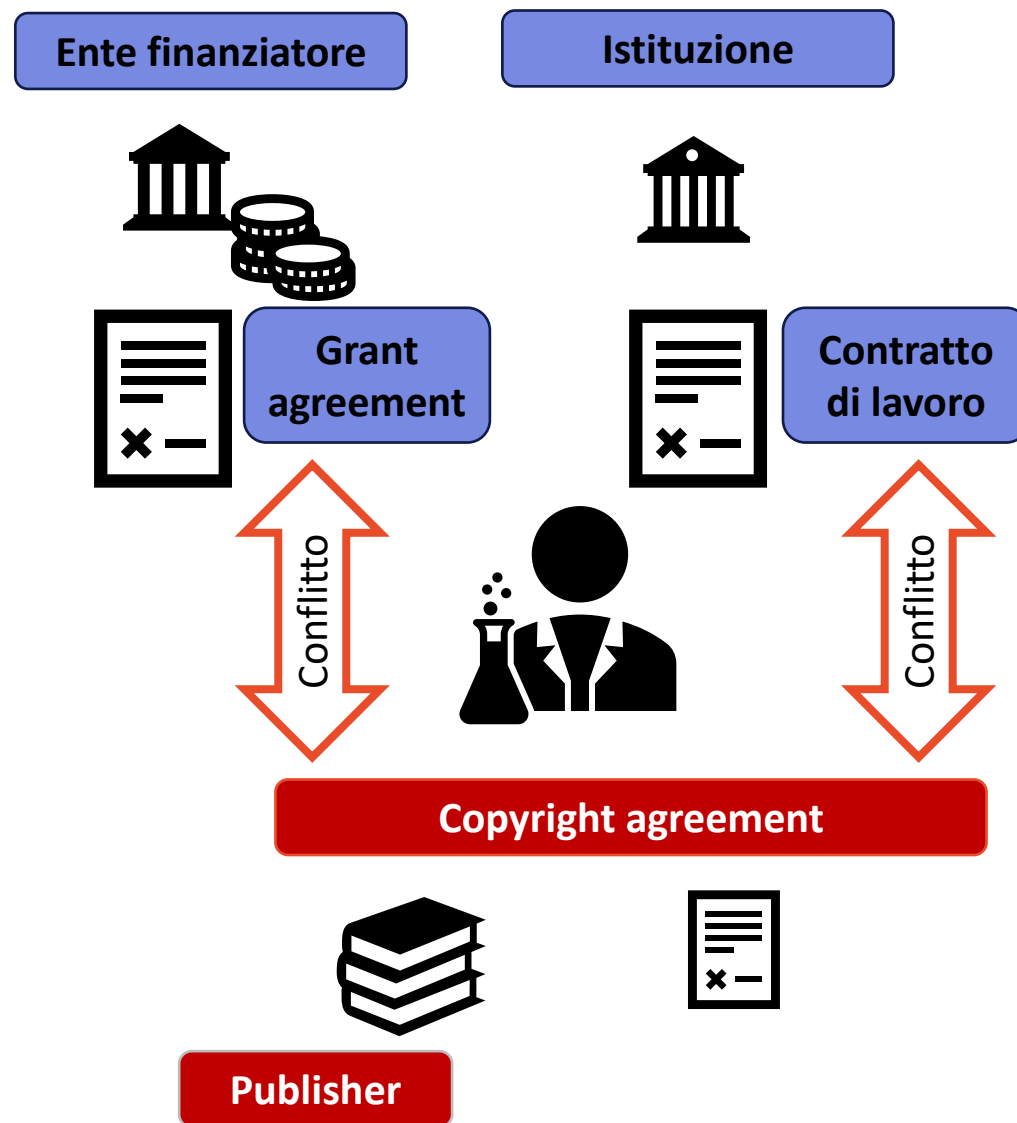 Ente finanziatore
Istituzione
Grant
agreement
Contratto
di lavoro
Conflitto
Conflitto
Copyright agreement
Publisher